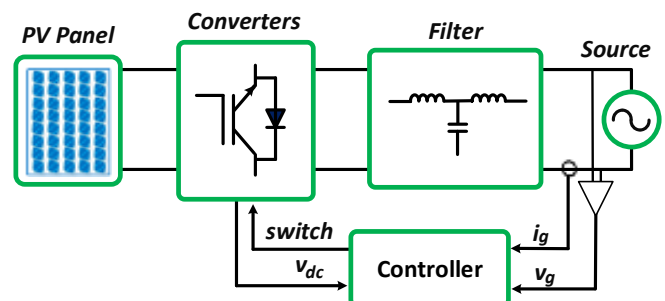 PV Panel
Converters
Filter
Source
switch
v_dc
Controller
i_g
v_g